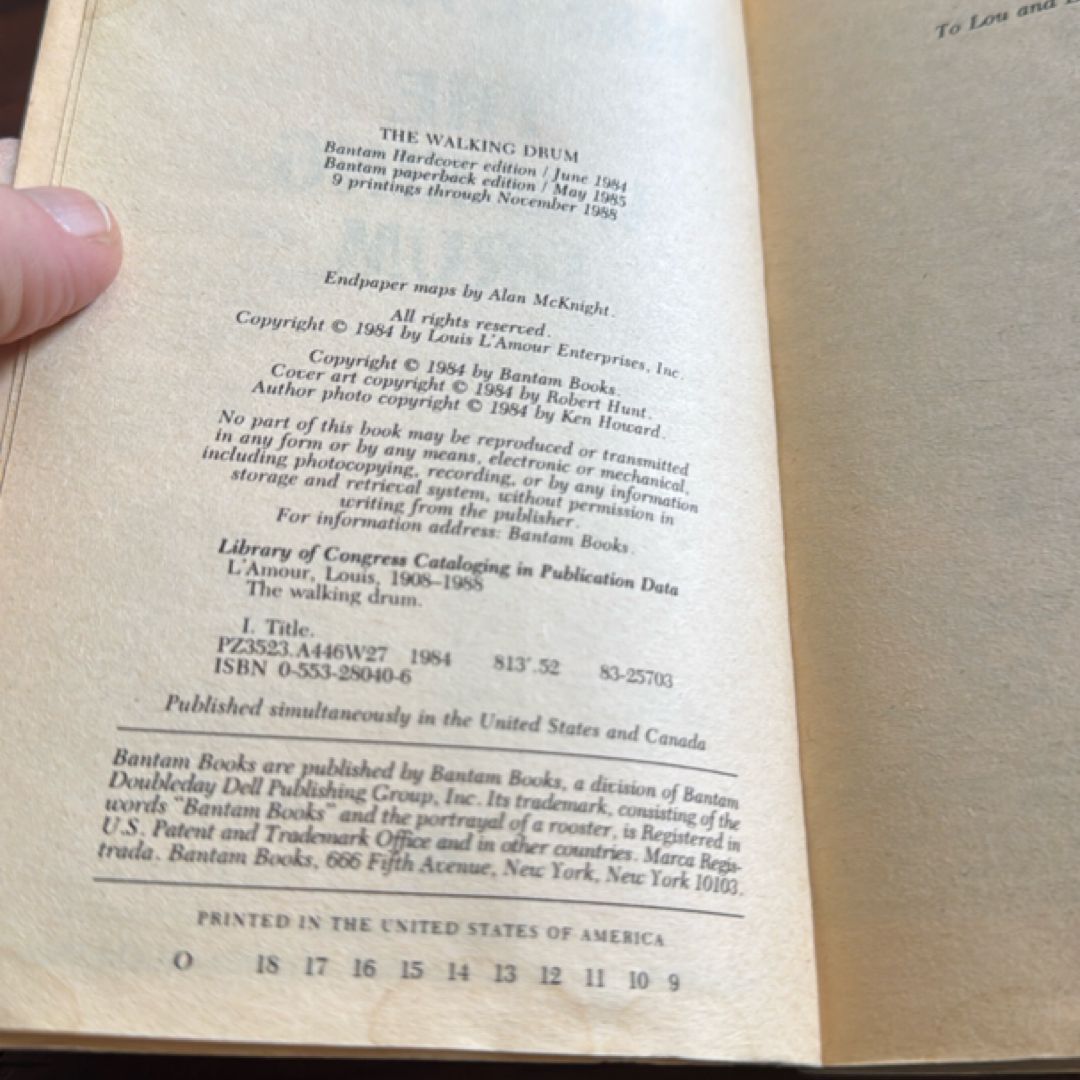 THE WALKING DRUM
Bantam Hardcover edition / June 1984
Bantam paperback edition / May 1985
9 printings through November 1988
Endpaper maps by Alan McKnight.
All rights reserved.
Copyright © 1984 by Louis L'Amour Enterprises, Inc.
Copyright © 1984 by Bantam Books.
Cover art copyright © 1984 by Robert Hunt.
Author photo copyright © 1984 by Ken Howard.
No part of this book may be reproduced or transmitted
in any form or by any means, electronic or mechanical,
including photocopying, recording, or by any information
storage and retrieval system, without permission in
writing from the publisher.
For information address: Bantam Books.
Library of Congress Cataloging in Publication Data
L'Amour, Louis, 1908–1988
The walking drum.
I. Title.
PZ3523.A446W27 1984 813'.52 83-25703
ISBN 0-553-28040-6
Published simultaneously in the United States and Canada
Bantam Books are published by Bantam Books, a division of Bantam
Doubleday Dell Publishing Group, Inc. Its trademark, consisting of the
words "Bantam Books" and the portrayal of a rooster, is Registered in
U.S. Patent and Trademark Office and in other countries. Marca Regis-
trada. Bantam Books, 666 Fifth Avenue, New York, New York 10103.
PRINTED IN THE UNITED STATES OF AMERICA
O 18 17 16 15 14 13 12 11 10 9
To Lou and